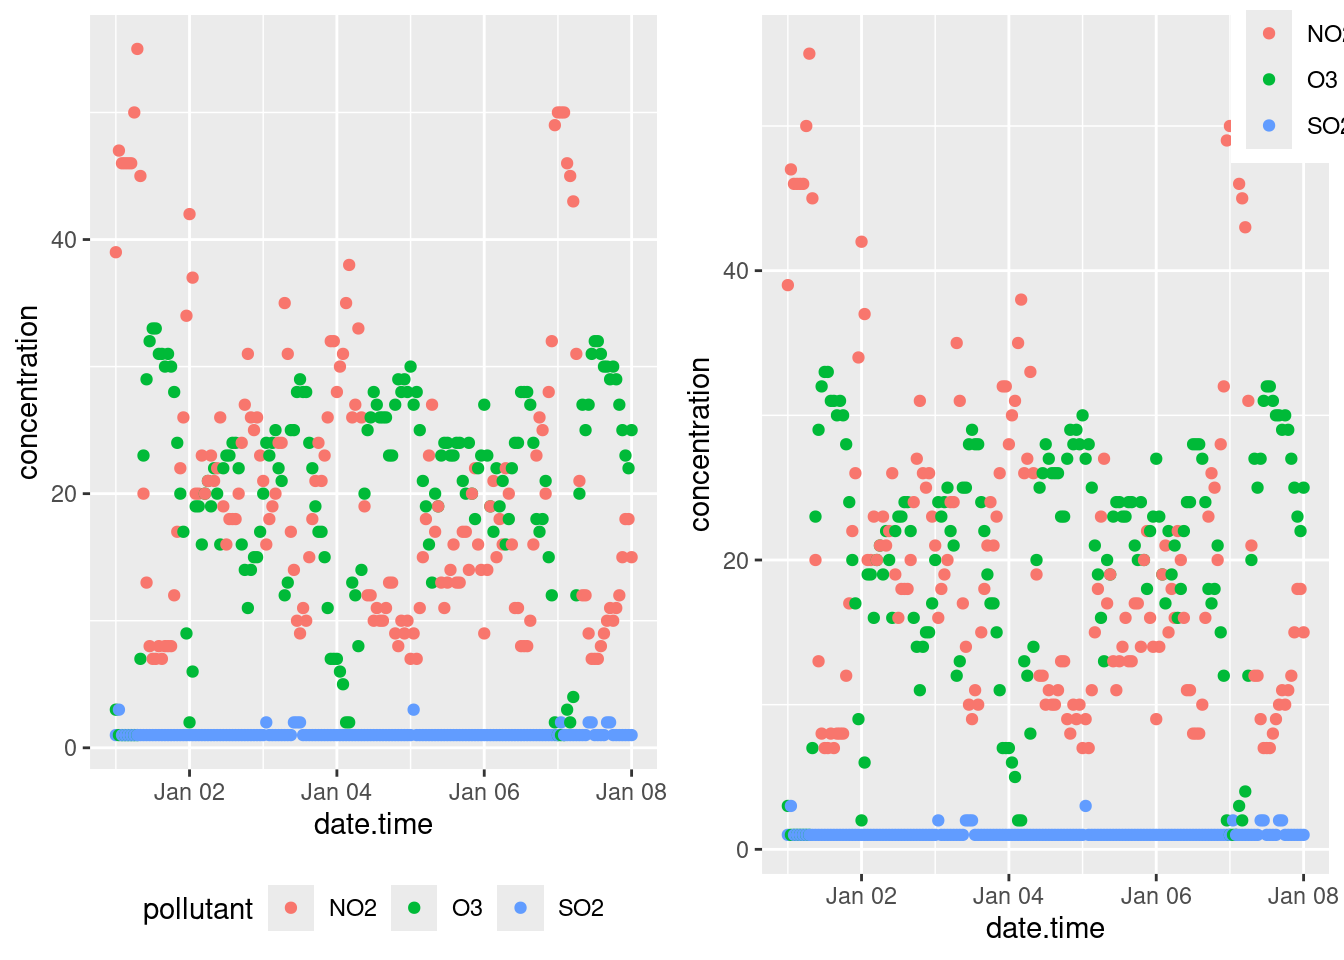 concentration
40
20
0
Jan 02 Jan 04 Jan 06 Jan 08
date.time
pollutant NO2 O3 SO2
concentration
40
20
0
Jan 02 Jan 04 Jan 06 Jan 08
date.time
O3